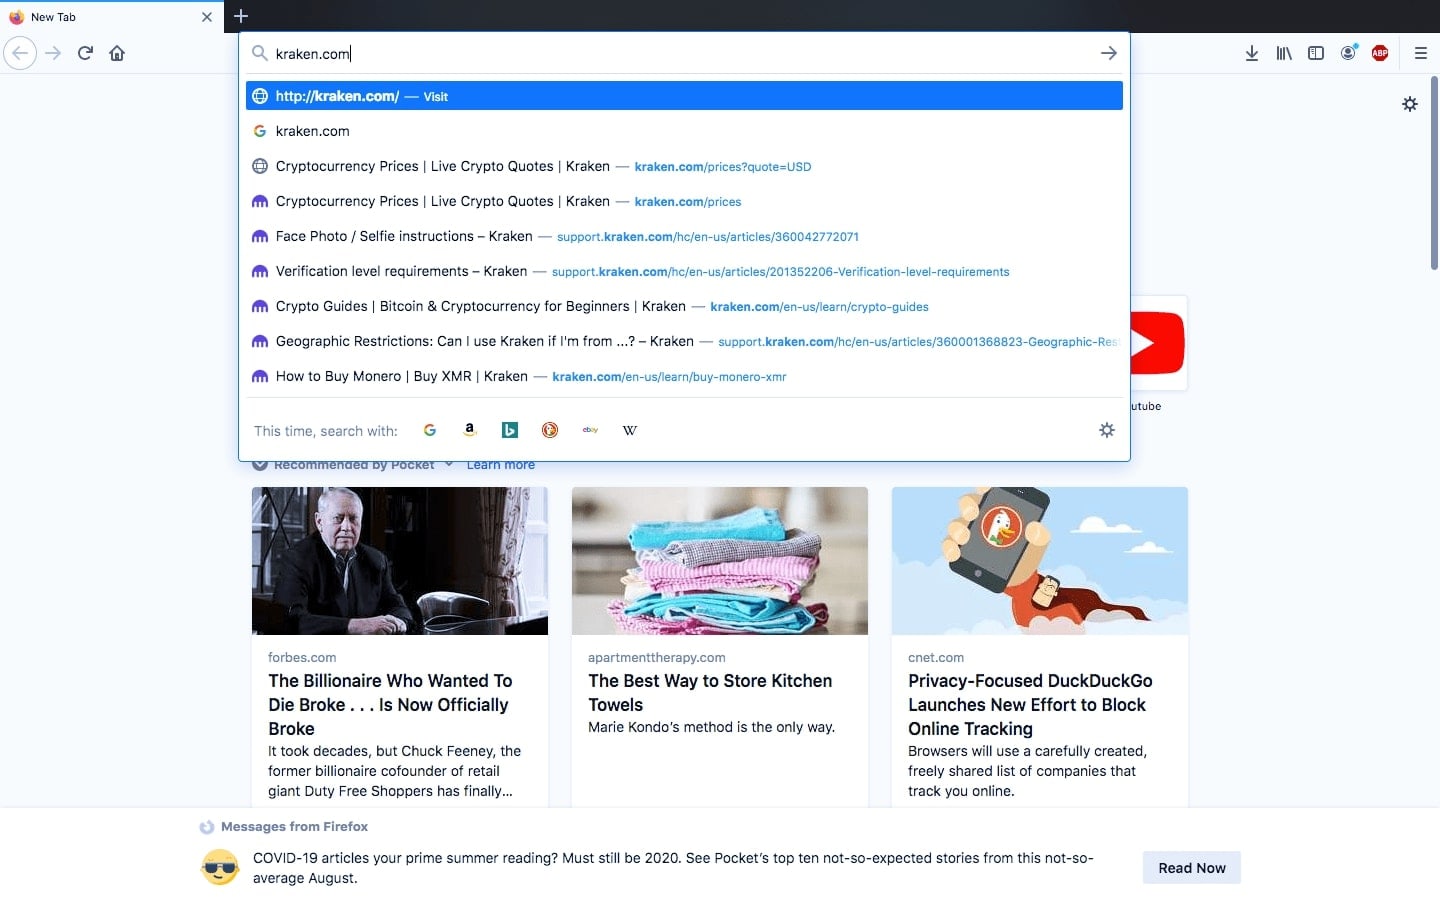 New Tab
kraken.com
ABP
http://kraken.com/ — Visit
kraken.com
Cryptocurrency Prices | Live Crypto Quotes | Kraken — kraken.com/prices?quote=USD
Cryptocurrency Prices | Live Crypto Quotes | Kraken — kraken.com/prices
Face Photo / Selfie instructions – Kraken — support.kraken.com/hc/en-us/articles/360042772071
Verification level requirements – Kraken — support.kraken.com/hc/en-us/articles/201352206-Verification-level-requirements
Crypto Guides | Bitcoin & Cryptocurrency for Beginners | Kraken — kraken.com/en-us/learn/crypto-guides
Geographic Restrictions: Can I use Kraken if I'm from ...? – Kraken — support.kraken.com/hc/en-us/articles/360001368823-Geographic-Res
How to Buy Monero | Buy XMR | Kraken — kraken.com/en-us/learn/buy-monero-xmr
utube
This time, search with: G a b ebay W
Recommended by Pocket Learn more
forbes.com
The Billionaire Who Wanted To
Die Broke . . . Is Now Officially
Broke
It took decades, but Chuck Feeney, the
former billionaire cofounder of retail
giant Duty Free Shoppers has finally...
apartmenttherapy.com
The Best Way to Store Kitchen
Towels
Marie Kondo's method is the only way.
cnet.com
Privacy-Focused DuckDuckGo
Launches New Effort to Block
Online Tracking
Browsers will use a carefully created,
freely shared list of companies that
track you online.
Messages from Firefox
COVID-19 articles your prime summer reading? Must still be 2020. See Pocket's top ten not-so-expected stories from this not-so-
average August.
Read Now